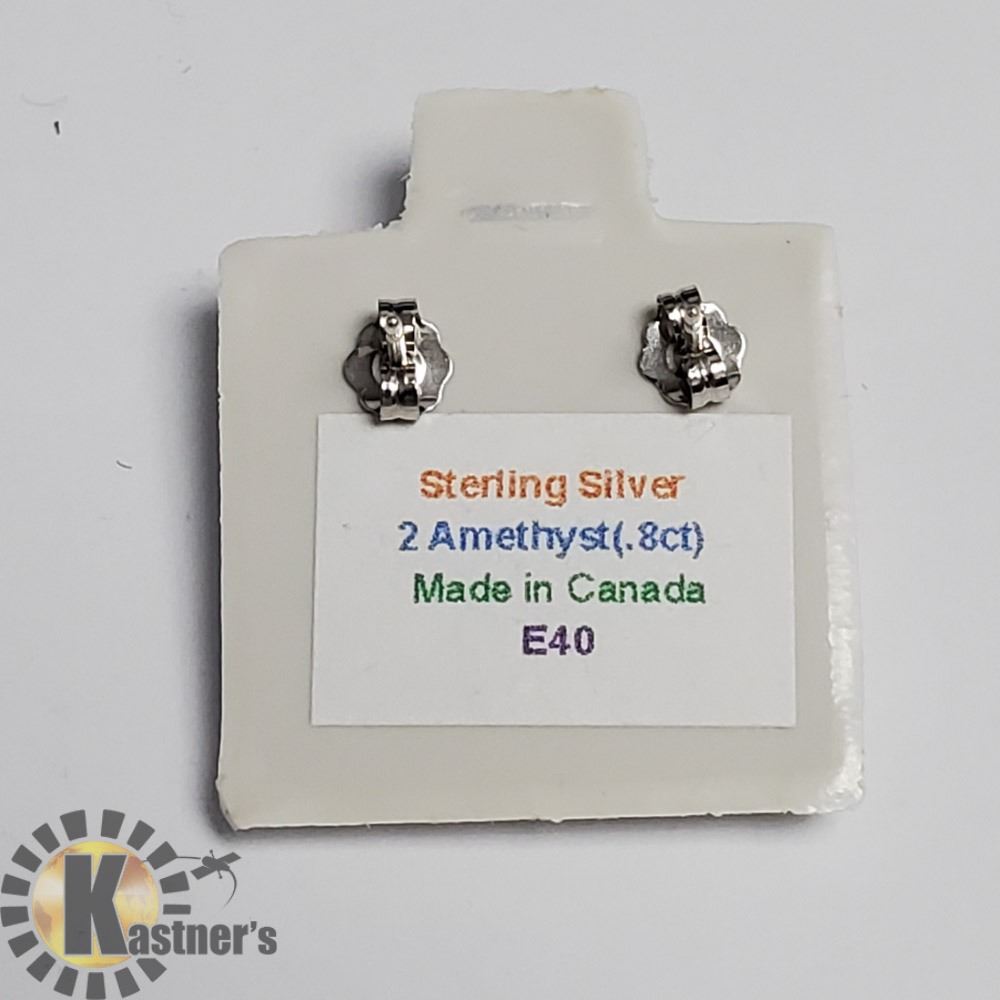 Sterling Silver
2 Amethyst(.8ct)
Made in Canada
E40
Kastner's